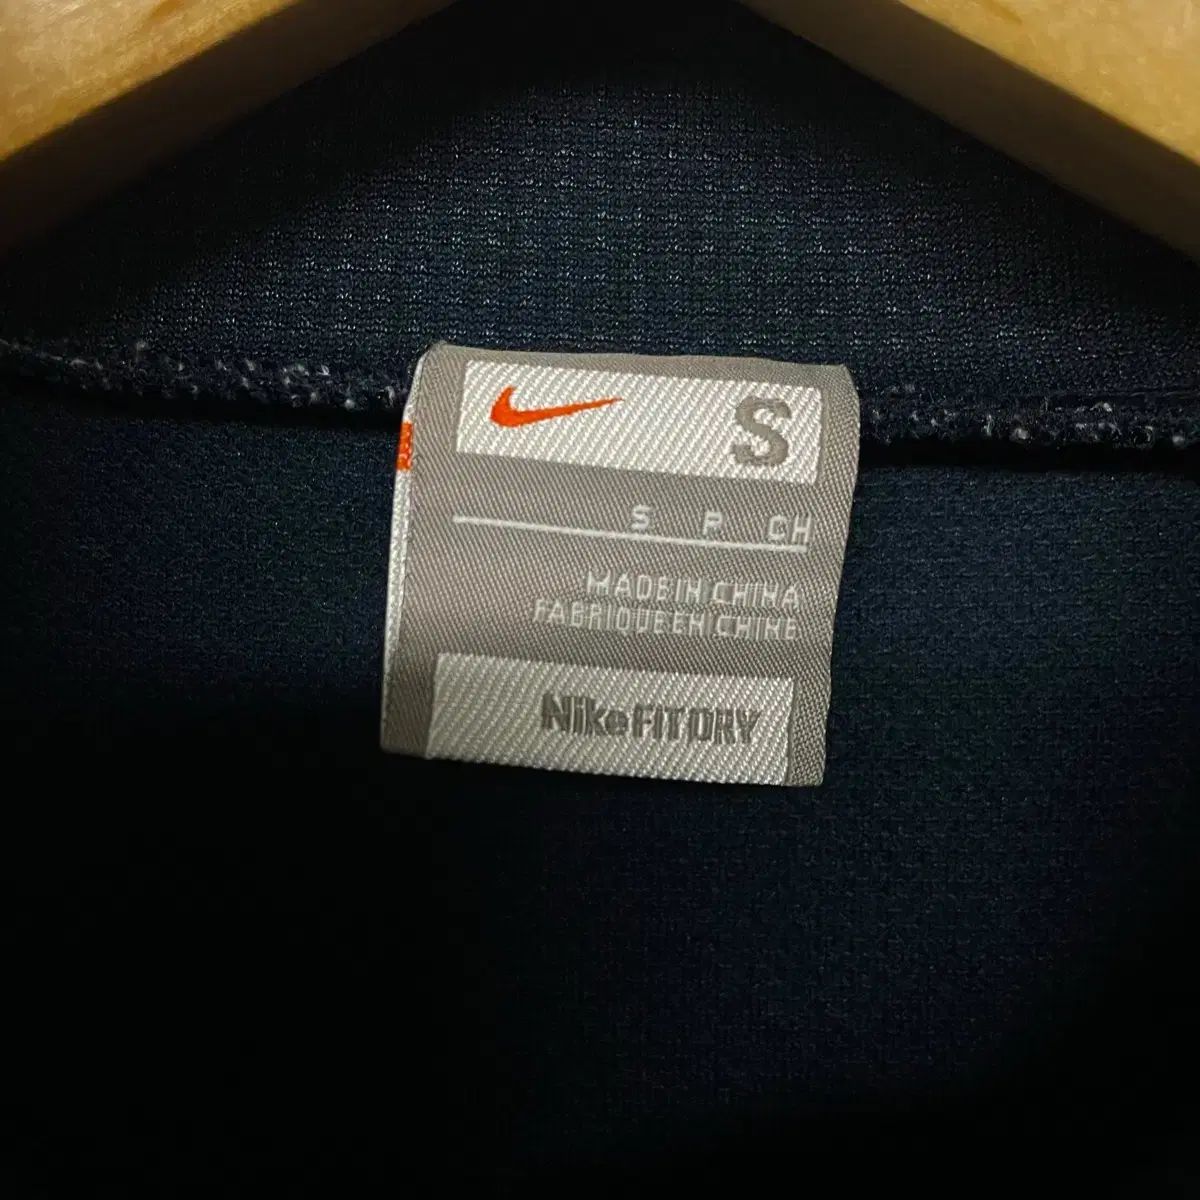 S
S P CH
MADE IN CHINA
FABRIQUE EN CHINE
Nike FIT DRY